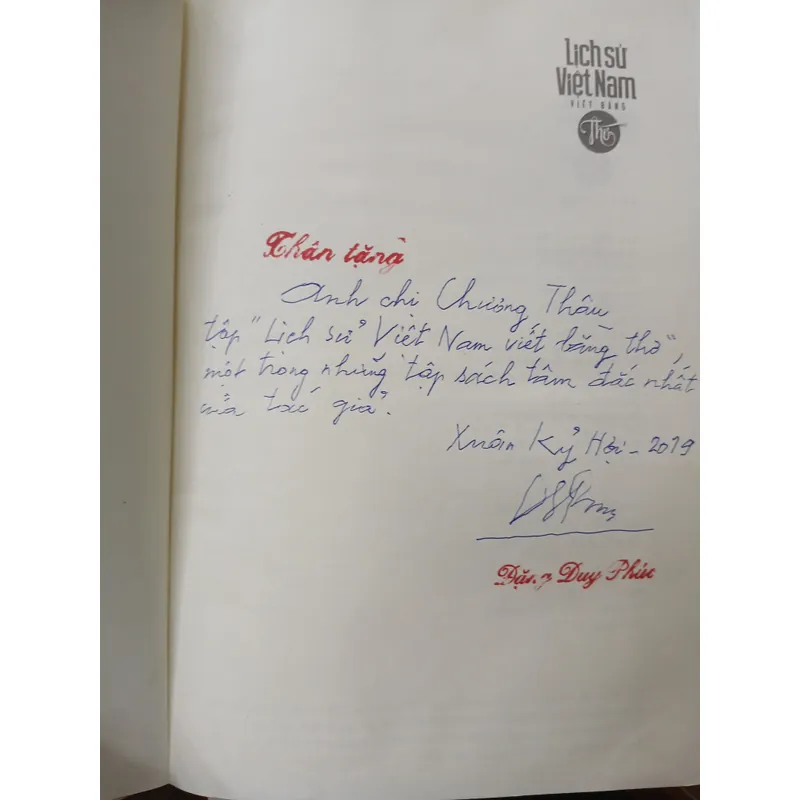 Lịch sử
Việt Nam
VIẾT BẰNG
Thơ
Thân tặng
Anh chị Chương Thâu
tập "Lịch sử Việt Nam viết bằng thơ",
một trong những tập sách tâm đắc nhất
của tác giả.
Xuân Kỷ Hợi - 2019
Đặng Duy Phúc